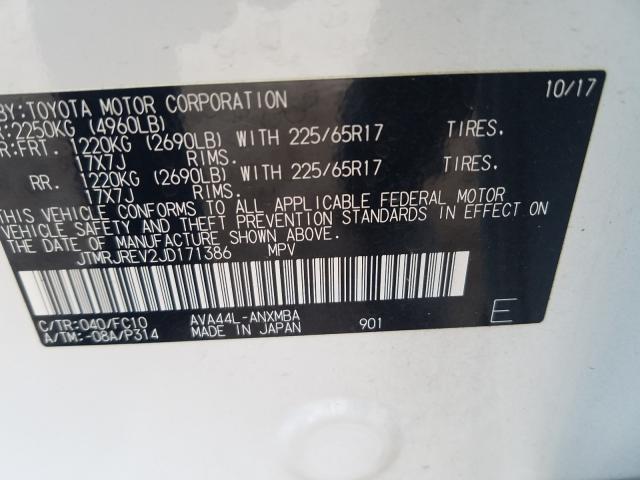 BY:TOYOTA MOTOR CORPORATION 10/17
:2250KG (4960LB)
R:FRT. 1220KG (2690LB) WITH 225/65R17 TIRES.
17X7J RIMS.
RR. 1220KG (2690LB) WITH 225/65R17 TIRES.
17X7J RIMS.
THIS VEHICLE CONFORMS TO ALL APPLICABLE FEDERAL MOTOR
VEHICLE SAFETY AND THEFT PREVENTION STANDARDS IN EFFECT ON
THE DATE OF MANUFACTURE SHOWN ABOVE.
JTMRJREV2JD171386 MPV
C/TR:040/FC10 AVA44L-ANXMBA
A/TM:-08A/P314 MADE IN JAPAN 901 E